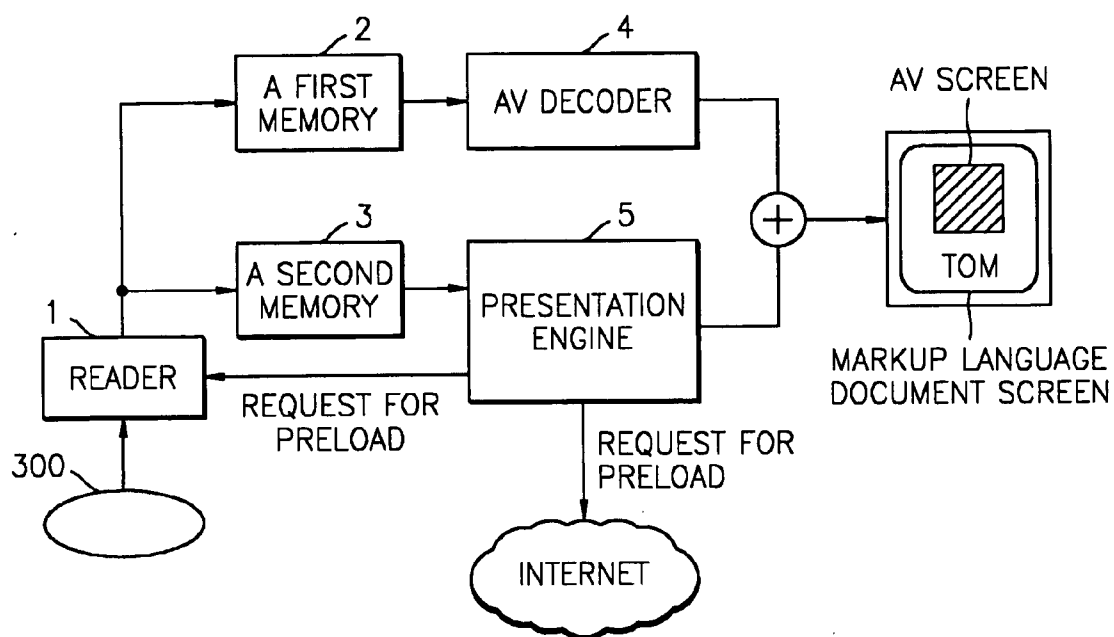 2
4
A FIRST
MEMORY
AV DECODER
AV SCREEN
3
5
A SECOND
MEMORY
PRESENTATION
ENGINE
TOM
1
READER
REQUEST FOR
PRELOAD
MARKUP LANGUAGE
DOCUMENT SCREEN
REQUEST FOR
PRELOAD
300
INTERNET